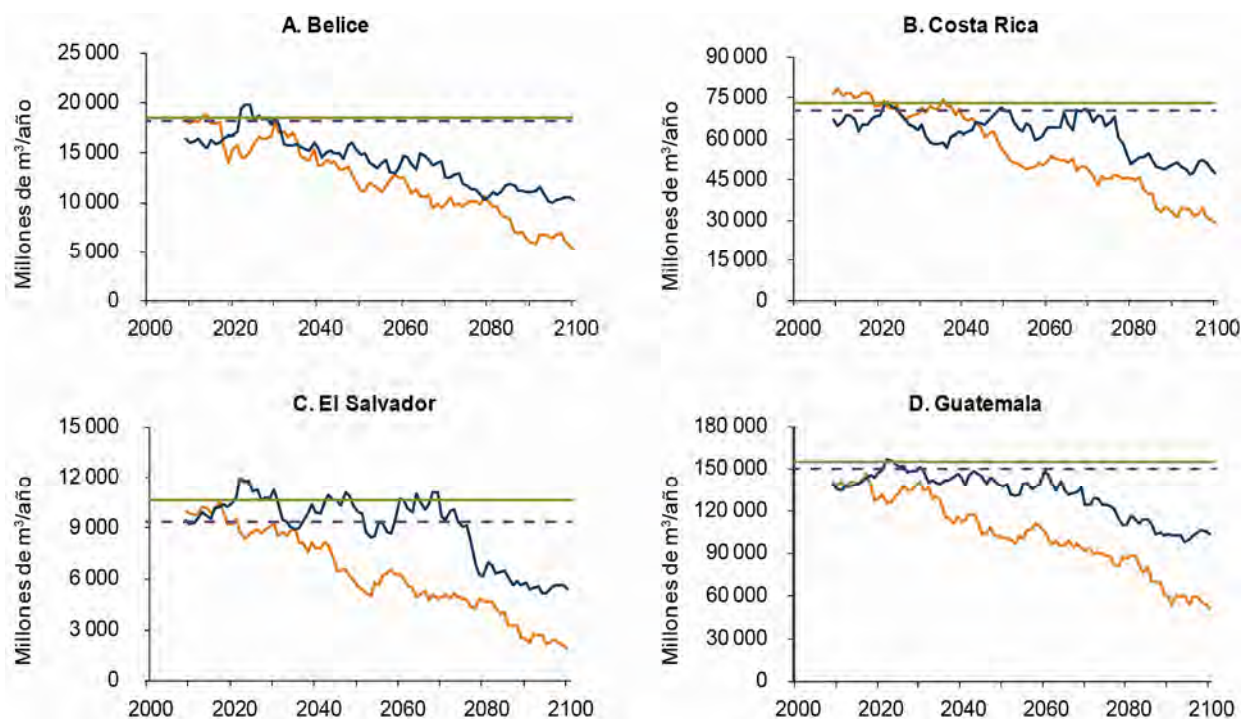 A. Belice
Millones de m³/año
25 000
20 000
15 000
10 000
5 000
0
2000 2020 2040 2060 2080 2100
B. Costa Rica
Millones de m³/año
90 000
75 000
60 000
45 000
30 000
15 000
0
2000 2020 2040 2060 2080 2100
C. El Salvador
Millones de m³/año
15 000
12 000
9 000
6 000
3 000
0
2000 2020 2040 2060 2080 2100
D. Guatemala
Millones de m³/año
180 000
150 000
120 000
90 000
60 000
30 000
0
2000 2020 2040 2060 2080 2100